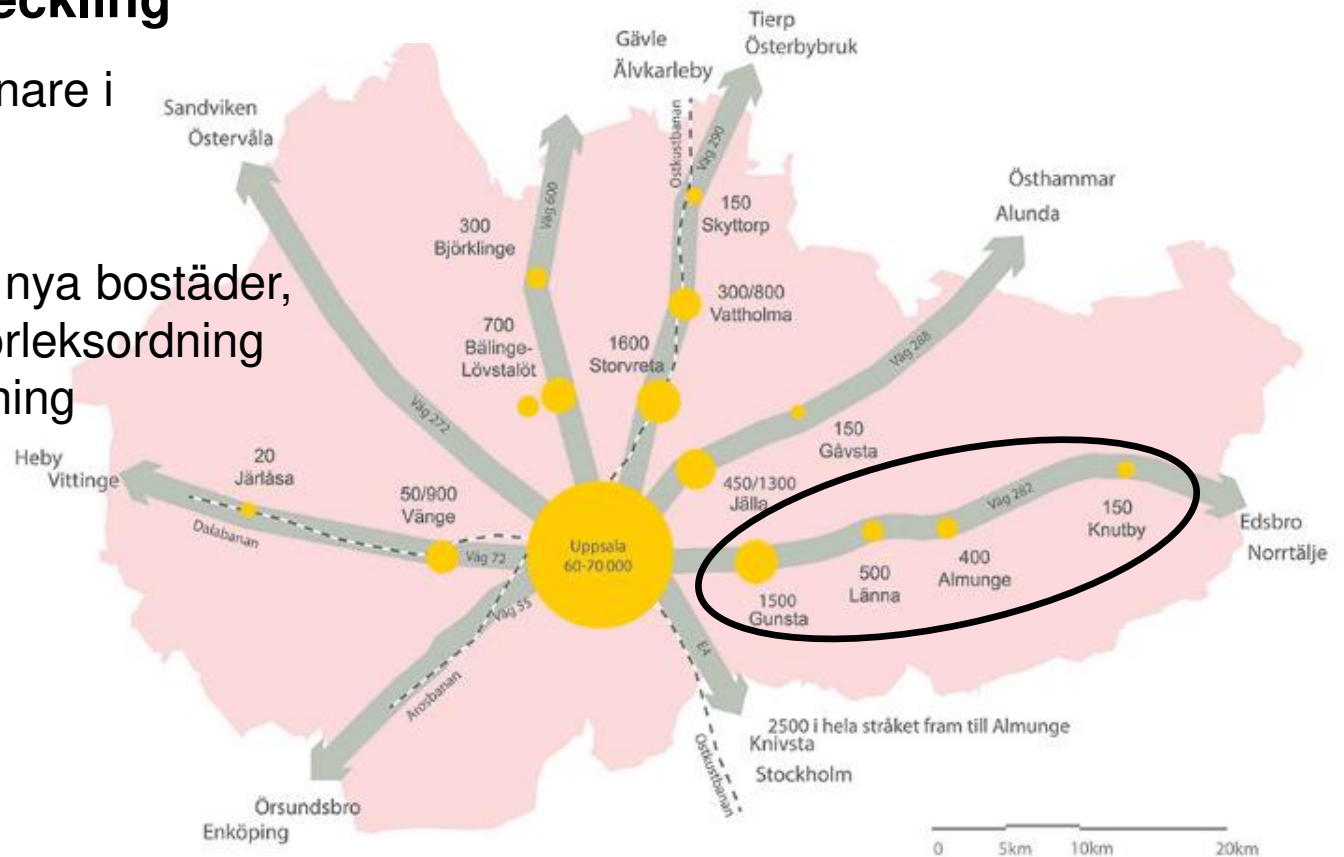 eckling
nare i
nya bostäder,
orleksordning
ning
Gävle
Älvkarleby
Tierp
Österbybruk
Sandviken
Östervåla
Östhammar
Alunda
Ostkustbanan
Väg 290
Väg 600
150
Skyttorp
300
Björklinge
300/800
Vattholma
700
Bälinge-
Lövstalöt
1600
Storvreta
Väg 288
Väg 272
150
Gåvsta
Heby
Vittinge
20
Järlåsa
50/900
Vänge
450/1300
Jälla
Väg 282
150
Knutby
Edsbro
Norrtälje
Dalabanan
Väg 72
Uppsala
60-70 000
500
Länna
400
Almunge
1500
Gunsta
Väg 55
E4
Arosbanan
2500 i hela stråket fram till Almunge
Knivsta
Stockholm
Ostkustbanan
Örsundsbro
Enköping
0 5km 10km 20km